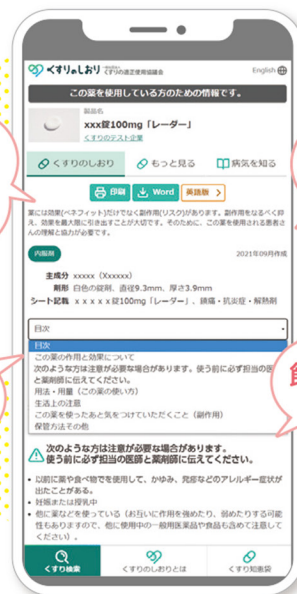 くすりのしおり
くすりの適正使用協議会
English
この薬を使用している方のための情報です。
製品名
xxx錠100mg「レーダー」
くすりのテスト企業
くすりのしおり
もっと見る
病気を知る
印刷
Word
英語版 >
薬には効果(ベネフィット)だけでなく副作用(リスク)があります。副作用をなるべく抑
え、効果を最大限に引き出すことが大切です。そのために、この薬を使用される患者さ
んの理解と協力が必要です。
内服剤
2021年09月作成
主成分 xxxxx（Xxxxxx）
剤形 白色の錠剤、直径9.3mm、厚さ3.9mm
シート記載 ｘｘｘｘｘ錠100mg「レーダー」、鎮痛・抗炎症・解熱剤
目次
目次
この薬の作用と効果について
次のような方は注意が必要な場合があります。使う前に必ず担当の医
と薬剤師に伝えてください。
用法・用量（この薬の使い方）
生活上の注意
この薬を使ったあと気をつけていただくこと（副作用）
保管方法その他
次のような方は注意が必要な場合があります。
使う前に必ず担当の医師と薬剤師に伝えてください。
• 以前に薬や食べ物でを使用して、かゆみ、発疹などのアレルギー症状が
出たことがある。
• 妊娠または授乳中
• 他に薬などを使っている（お互いに作用を強めたり、弱めたりする可能
性もありますので、他に使用中の一般用医薬品や食品も含めて注意して
ください）。
くすり検索
くすりのしおりとは
くすり知恵袋